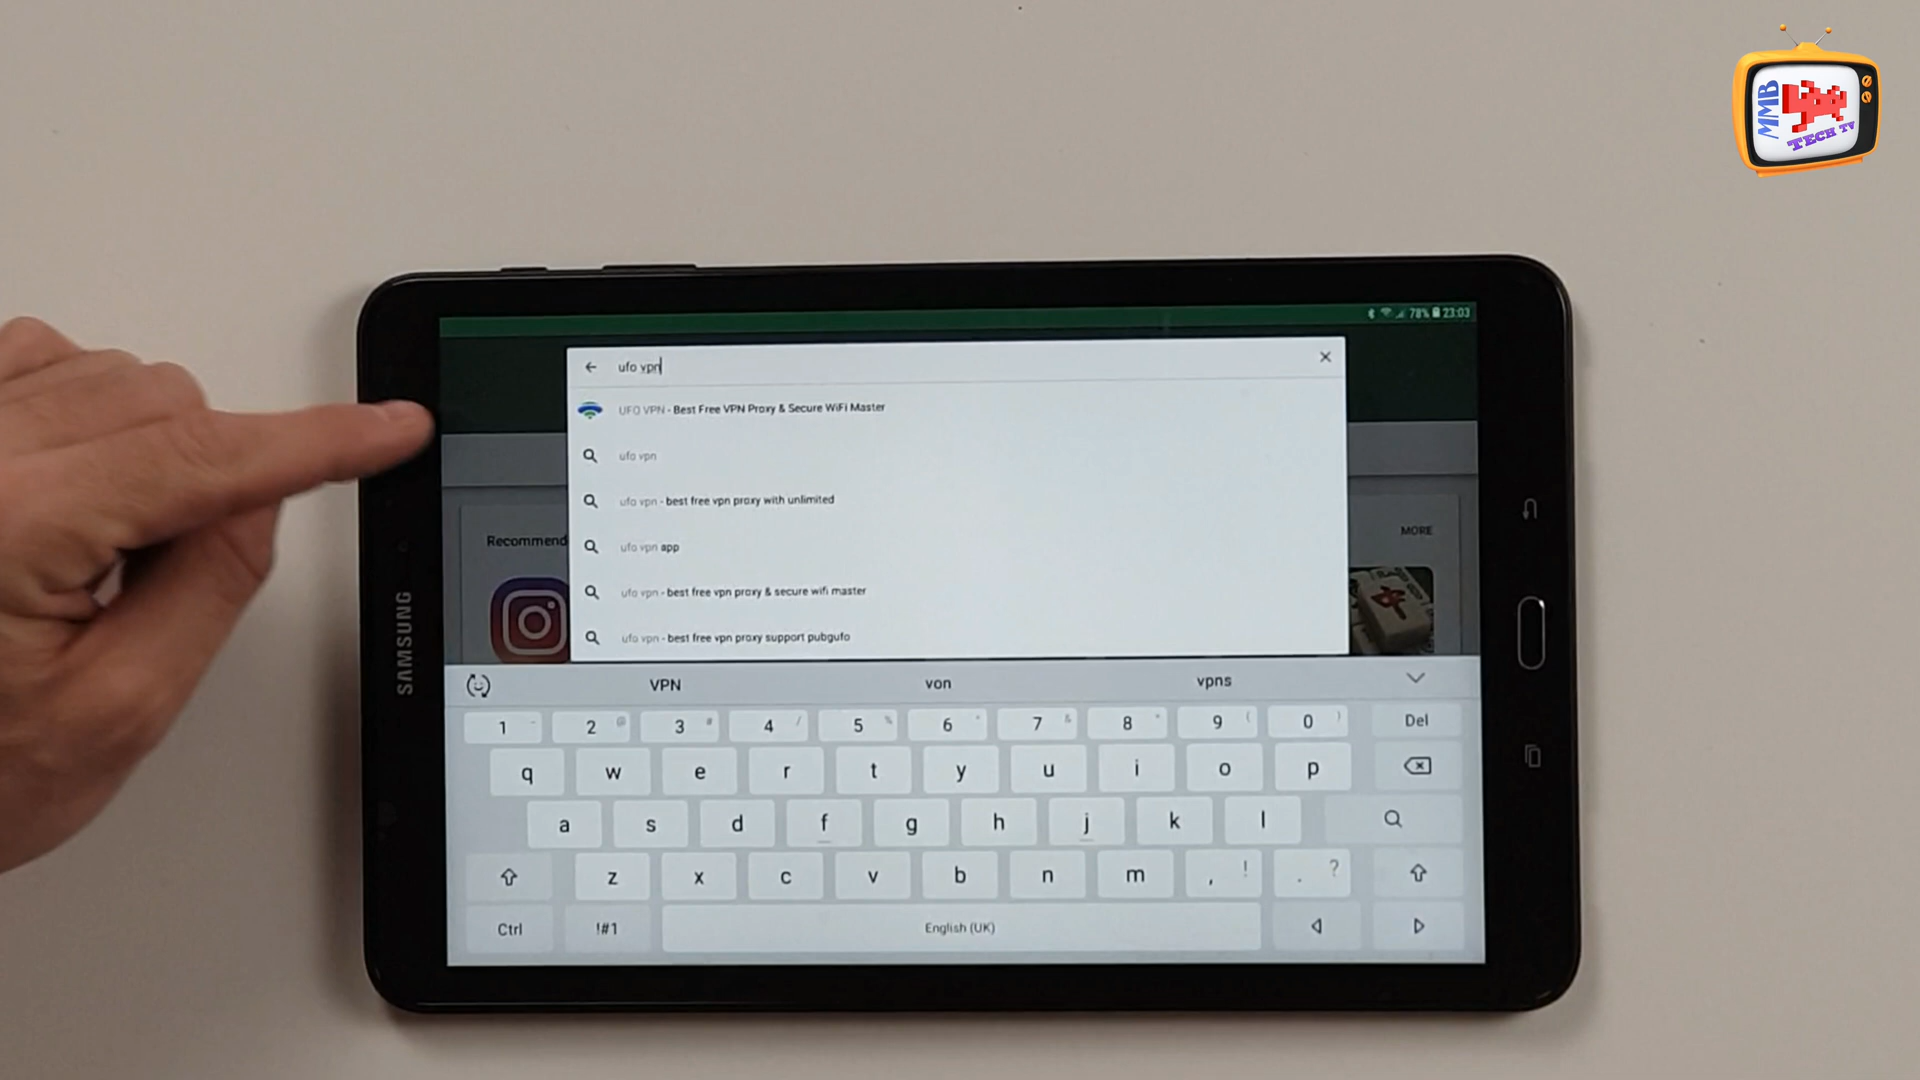 MMB
TECH TV
78% 23:03
ufo vpn
UFO VPN - Best Free VPN Proxy & Secure WiFi Master
ufo vpn
ufo vpn - best free vpn proxy with unlimited
ufo vpn app
ufo vpn - best free vpn proxy & secure wifi master
ufo vpn - best free vpn proxy support pubgufo
Recommend
MORE
SAMSUNG
VPN von vpns
1 2 @ 3 # 4 / 5 % 6 ^ 7 & 8 * 9 ( 0 ) Del
q w e r t y u i o p
a s d f g h j k l
z x c v b n m , ! . ?
Ctrl !#1 English (UK)